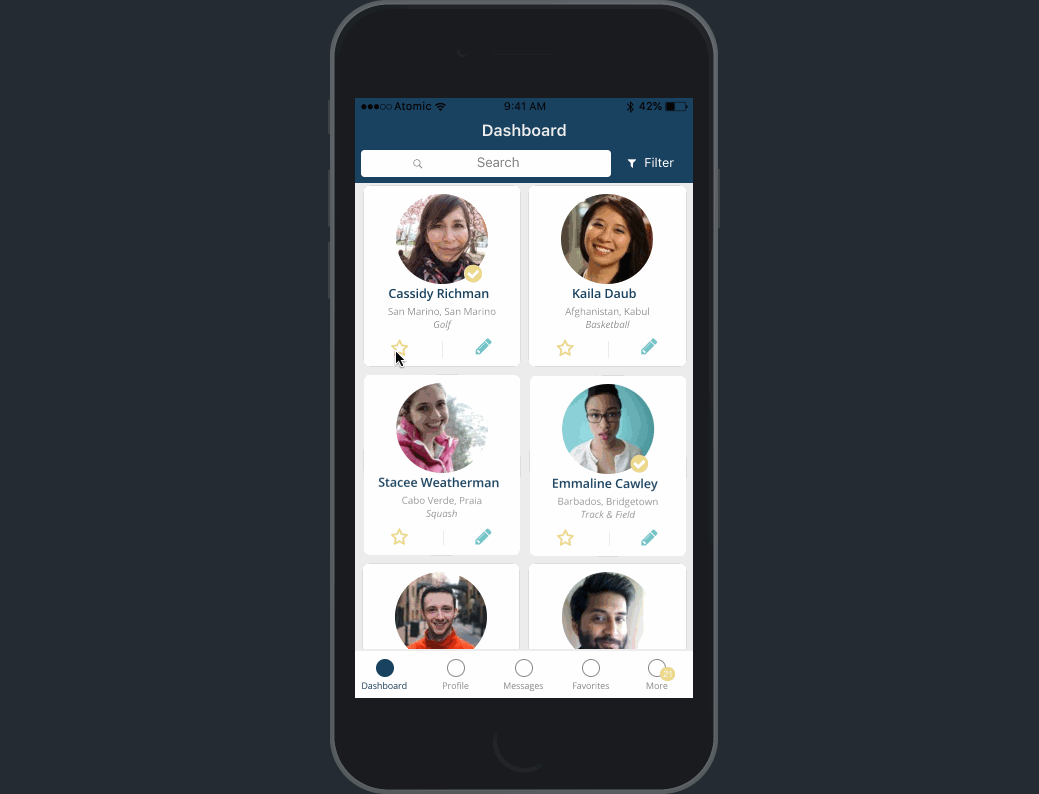 Atomic
9:41 AM
42%
Dashboard
Search
Filter
Cassidy Richman
San Marino, San Marino
Golf
Kaila Daub
Afghanistan, Kabul
Basketball
Stacee Weatherman
Cabo Verde, Praia
Squash
Emmaline Cawley
Barbados, Bridgetown
Track & Field
Dashboard
Profile
Messages
Favorites
More